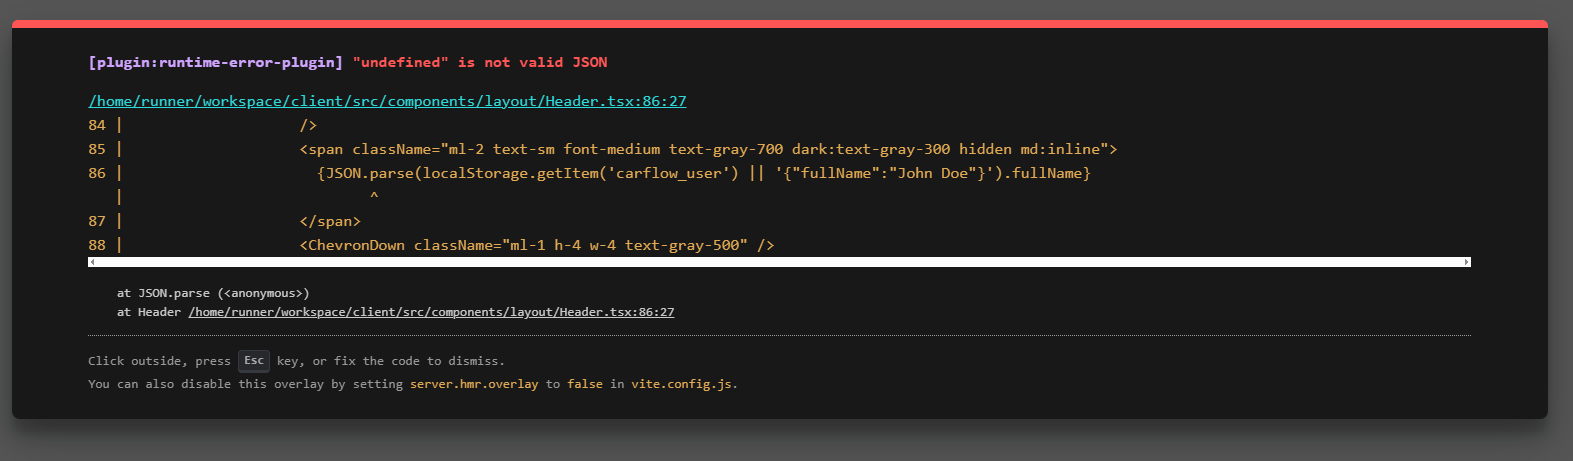 [plugin:runtime-error-plugin] "undefined" is not valid JSON
/home/runner/workspace/client/src/components/layout/Header.tsx:86:27
84 |                    />
85 |                    <span className="ml-2 text-sm font-medium text-gray-700 dark:text-gray-300 hidden md:inline">
86 |                      {JSON.parse(localStorage.getItem('carflow_user') || '{"fullName":"John Doe"}').fullName}
   |                            ^
87 |                    </span>
88 |                    <ChevronDown className="ml-1 h-4 w-4 text-gray-500" />
at JSON.parse (<anonymous>)
at Header /home/runner/workspace/client/src/components/layout/Header.tsx:86:27
Click outside, press Esc key, or fix the code to dismiss.
You can also disable this overlay by setting server.hmr.overlay to false in vite.config.js.